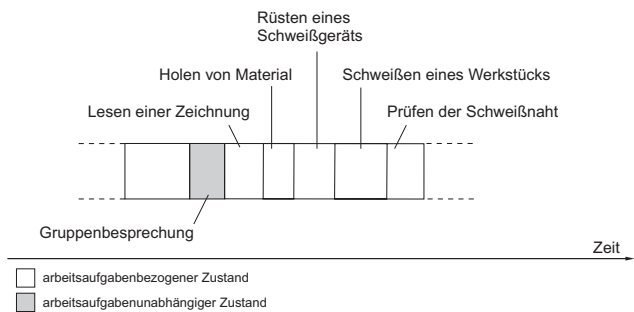 Rüsten eines
Schweißgeräts
Holen von Material
Schweißen eines Werkstücks
Lesen einer Zeichnung
Prüfen der Schweißnaht
Gruppenbesprechung
Zeit
arbeitsaufgabenbezogener Zustand
arbeitsaufgabenunabhängiger Zustand